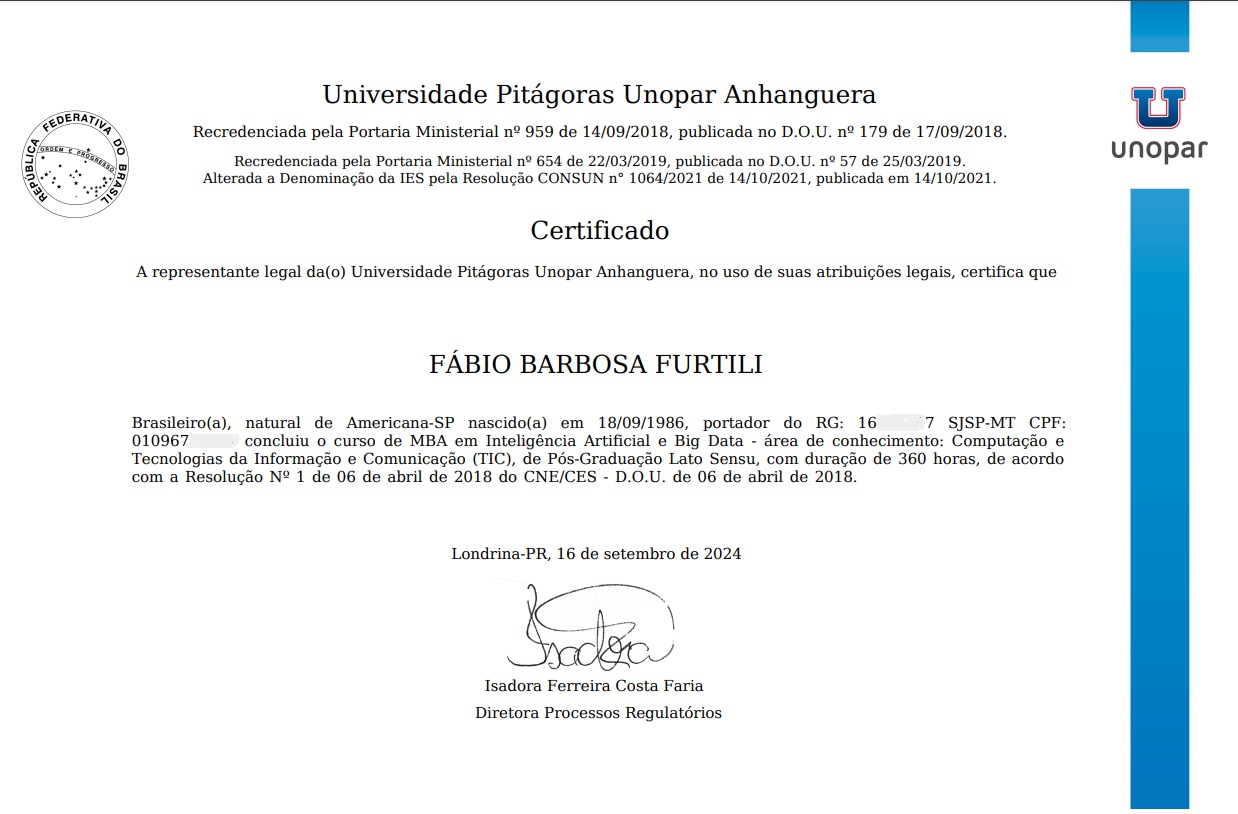 Universidade Pitágoras Unopar Anhanguera
Recredenciada pela Portaria Ministerial nº 959 de 14/09/2018, publicada no D.O.U. nº 179 de 17/09/2018.
Recredenciada pela Portaria Ministerial nº 654 de 22/03/2019, publicada no D.O.U. nº 57 de 25/03/2019.
Alterada a Denominação da IES pela Resolução CONSUN n° 1064/2021 de 14/10/2021, publicada em 14/10/2021.
REPÚBLICA FEDERATIVA DO BRASIL
ORDEM E PROGRESSO
U
unopar
Certificado
A representante legal da(o) Universidade Pitágoras Unopar Anhanguera, no uso de suas atribuições legais, certifica que
FÁBIO BARBOSA FURTILI
Brasileiro(a), natural de Americana-SP nascido(a) em 18/09/1986, portador do RG: 16 7 SJSP-MT CPF:
010967 concluiu o curso de MBA em Inteligência Artificial e Big Data - área de conhecimento: Computação e
Tecnologias da Informação e Comunicação (TIC), de Pós-Graduação Lato Sensu, com duração de 360 horas, de acordo
com a Resolução Nº 1 de 06 de abril de 2018 do CNE/CES - D.O.U. de 06 de abril de 2018.
Londrina-PR, 16 de setembro de 2024
Isadora
Isadora Ferreira Costa Faria
Diretora Processos Regulatórios